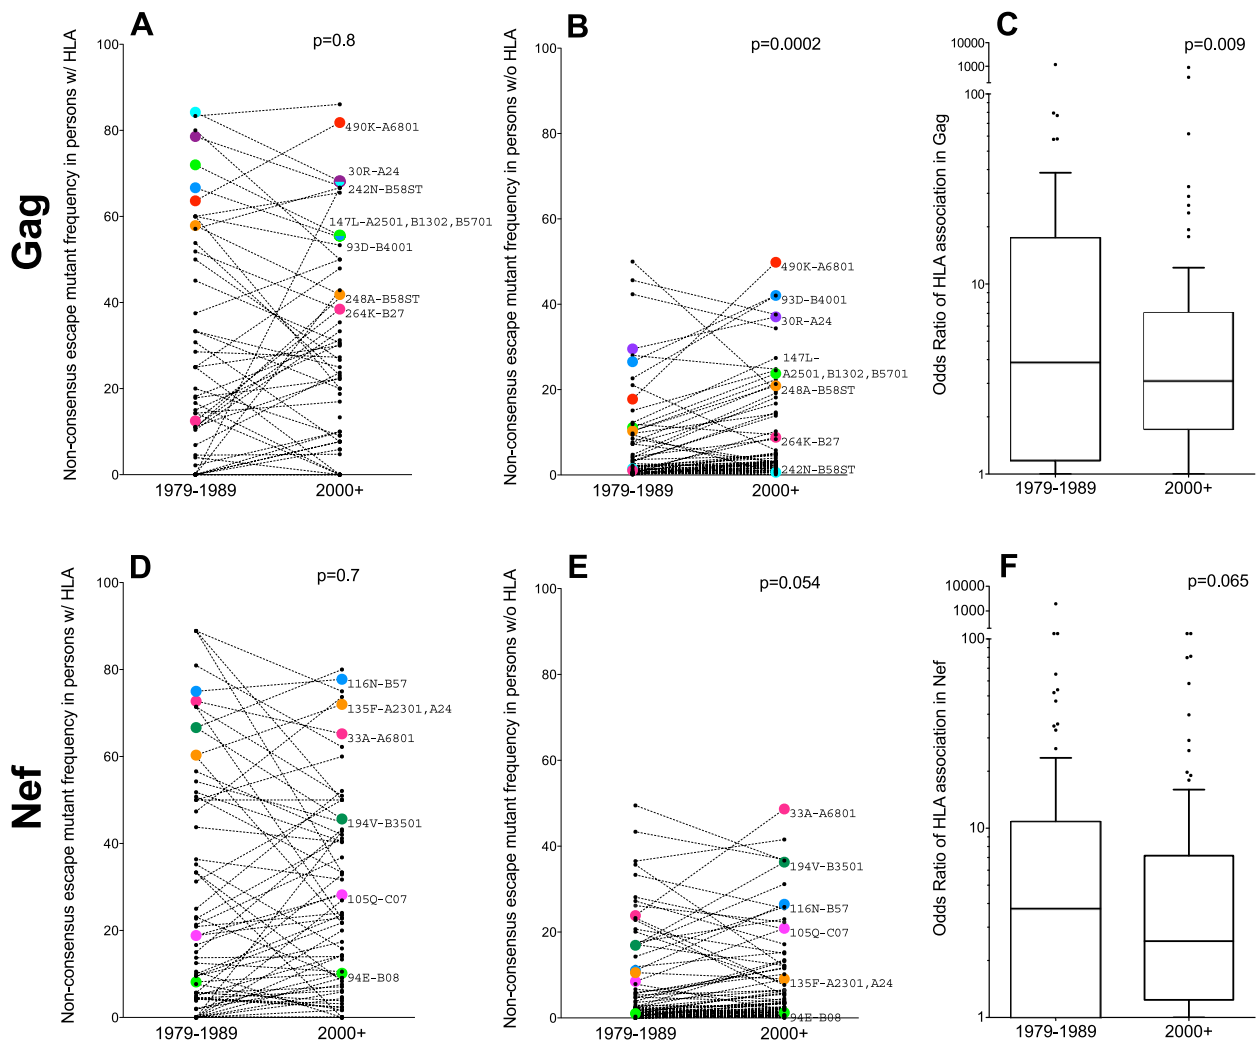 Gag
A
p=0.8
Non-consensus escape mutant frequency in persons w/ HLA
100
80
60
40
20
0
490K-A6801
30R-A24
242N-B58ST
147L-A2501,B1302,B5701
93D-B4001
248A-B58ST
264K-B27
1979-1989
2000+
B
p=0.0002
Non-consensus escape mutant frequency in persons w/o HLA
100
80
60
40
20
0
490K-A6801
93D-B4001
30R-A24
147L-
A2501,B1302,B5701
248A-B58ST
264K-B27
242N-B58ST
1979-1989
2000+
C
p=0.009
Odds Ratio of HLA association in Gag
10000
1000
100
10
1
1979-1989
2000+
Nef
D
p=0.7
Non-consensus escape mutant frequency in persons w/ HLA
100
80
60
40
20
0
116N-B57
135F-A2301,A24
33A-A6801
194V-B3501
105Q-C07
94E-B08
1979-1989
2000+
E
p=0.054
Non-consensus escape mutant frequency in persons w/o HLA
100
80
60
40
20
0
33A-A6801
194V-B3501
116N-B57
105Q-C07
135F-A2301,A24
94E-B08
1979-1989
2000+
F
p=0.065
Odds Ratio of HLA association in Nef
10000
1000
100
10
1
1979-1989
2000+